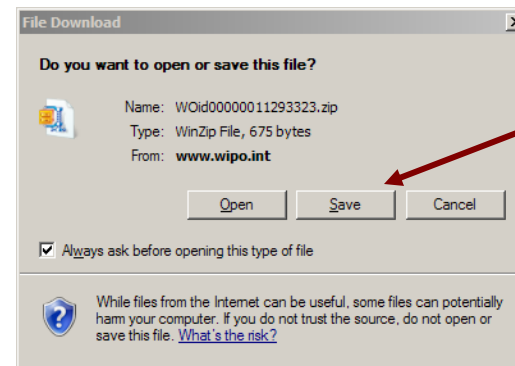 File Download
Do you want to open or save this file?
Name: WOid00000011293323.zip
Type: WinZip File, 675 bytes
From: www.wipo.int
Open Save Cancel
Always ask before opening this type of file
While files from the Internet can be useful, some files can potentially
harm your computer. If you do not trust the source, do not open or
save this file. What's the risk?